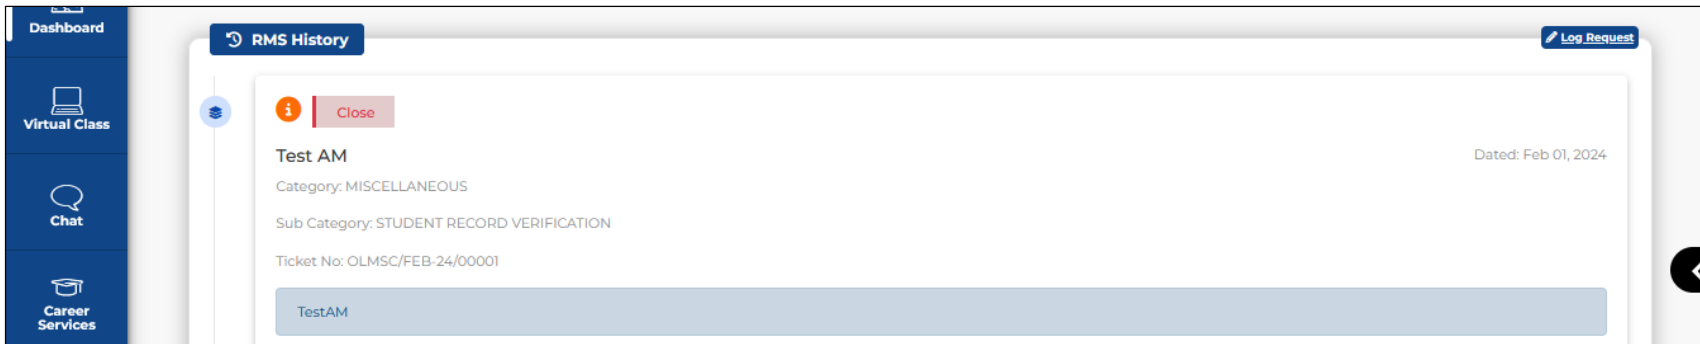 Dashboard
RMS History
Log Request
Virtual Class
Close
Test AM
Dated: Feb 01, 2024
Category: MISCELLANEOUS
Chat
Sub Category: STUDENT RECORD VERIFICATION
Ticket No: OLMSC/FEB-24/00001
Career
Services
TestAM